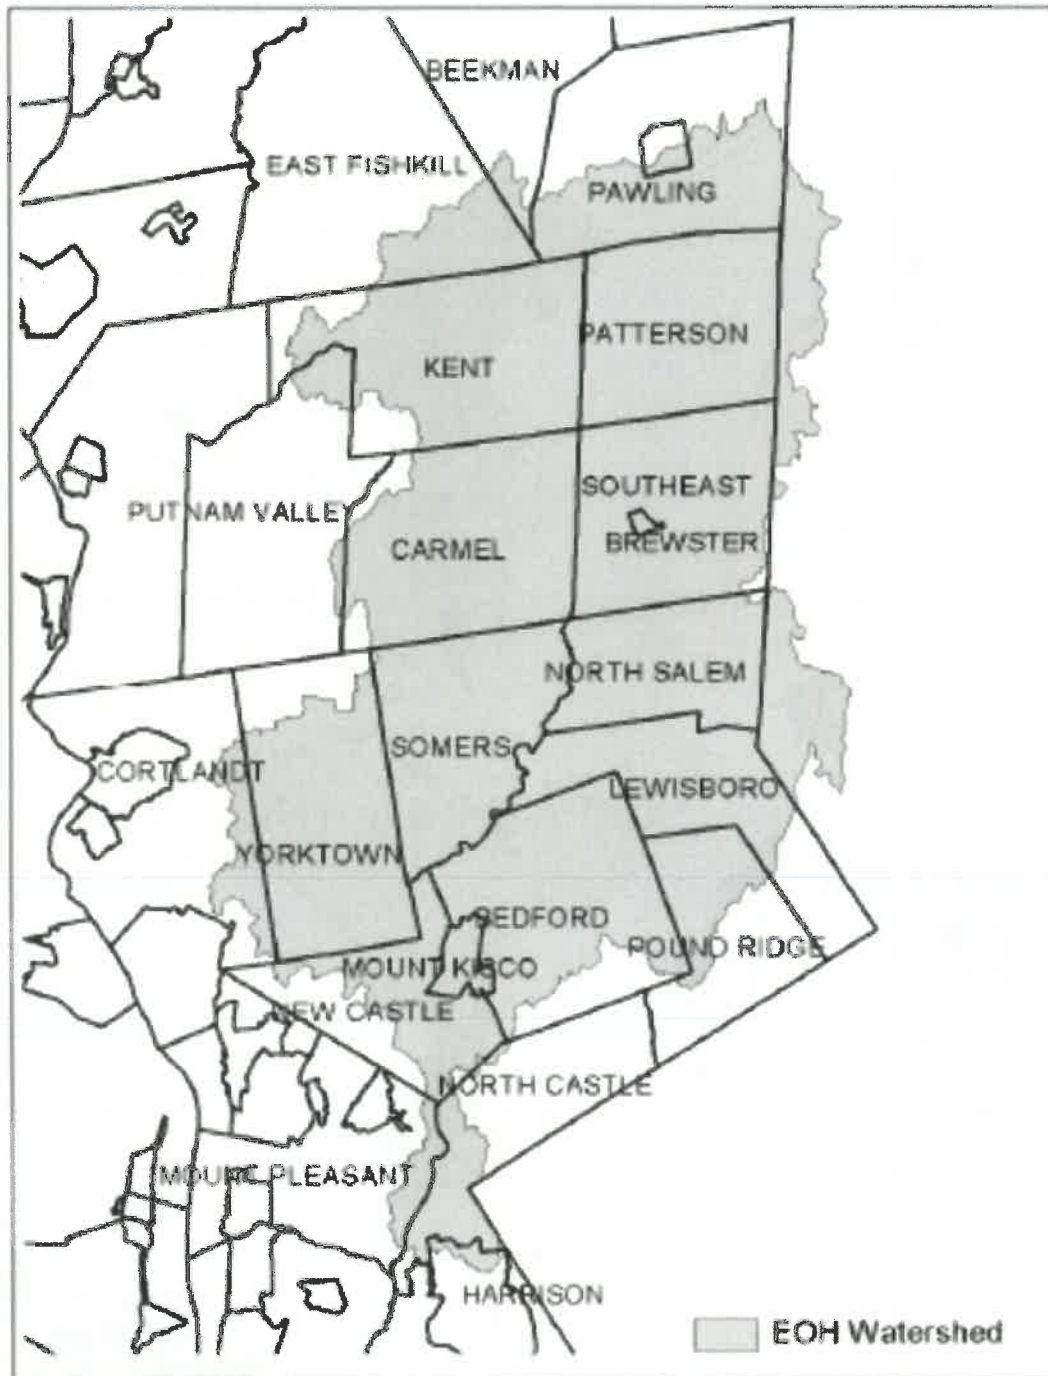 BEEKMAN
EAST FISHKILL
PAWLING
PATTERSON
KENT
SOUTHEAST
PUTNAM VALLEY
BREWSTER
CARMEL
NORTH SALEM
SOMERS
CORTLANDT
LEWISBORO
YORKTOWN
BEDFORD
POUND RIDGE
MOUNT KISCO
NEW CASTLE
NORTH CASTLE
MOUNT PLEASANT
HARRISON
EOH Watershed